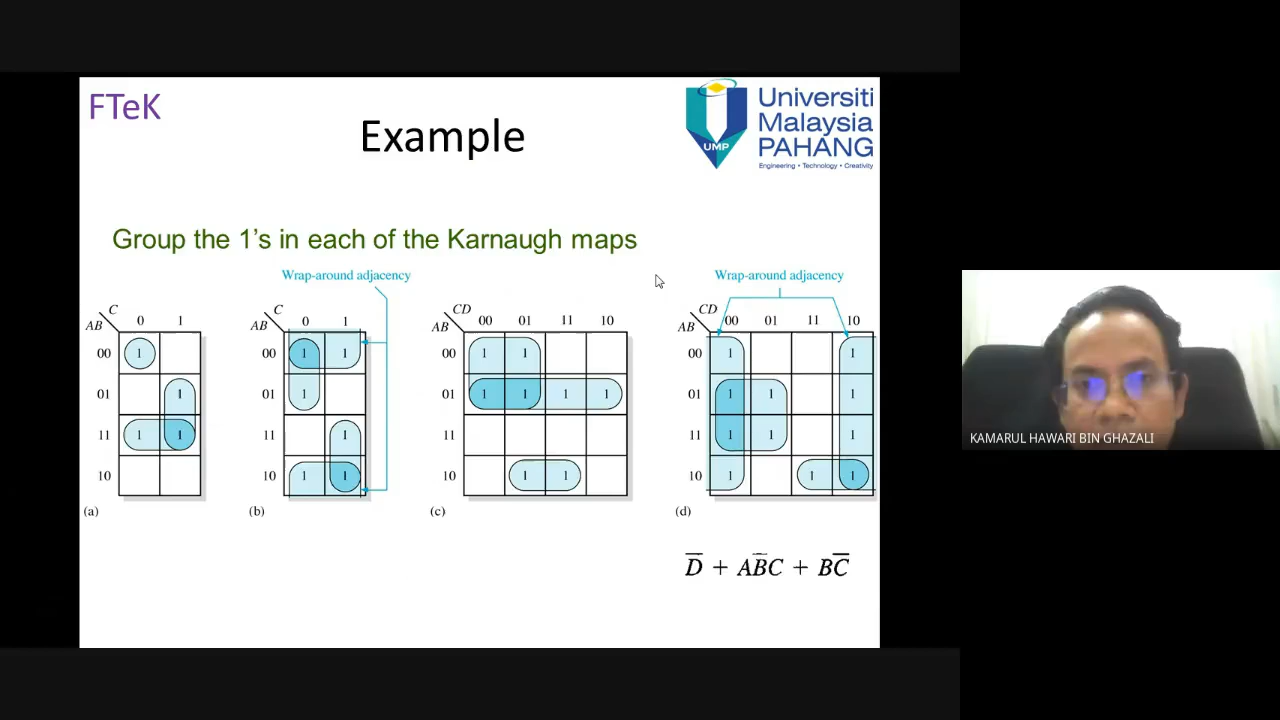 FTeK
Example
UMP
Universiti
Malaysia
PAHANG
Engineering • Technology • Creativity
Group the 1's in each of the Karnaugh maps
C
AB 0 1
00 1
01 1
11 1 1
10
(a)
Wrap-around adjacency
C
AB 0 1
00 1 1
01 1
11 1
10 1 1
(b)
CD
AB 00 01 11 10
00 1 1
01 1 1 1 1
11
10 1 1
(c)
Wrap-around adjacency
CD
AB 00 01 11 10
00 1 1
01 1 1 1
11 1 1 1
10 1 1 1
(d)
D̅ + AB̅C + BC̅
KAMARUL HAWARI BIN GHAZALI